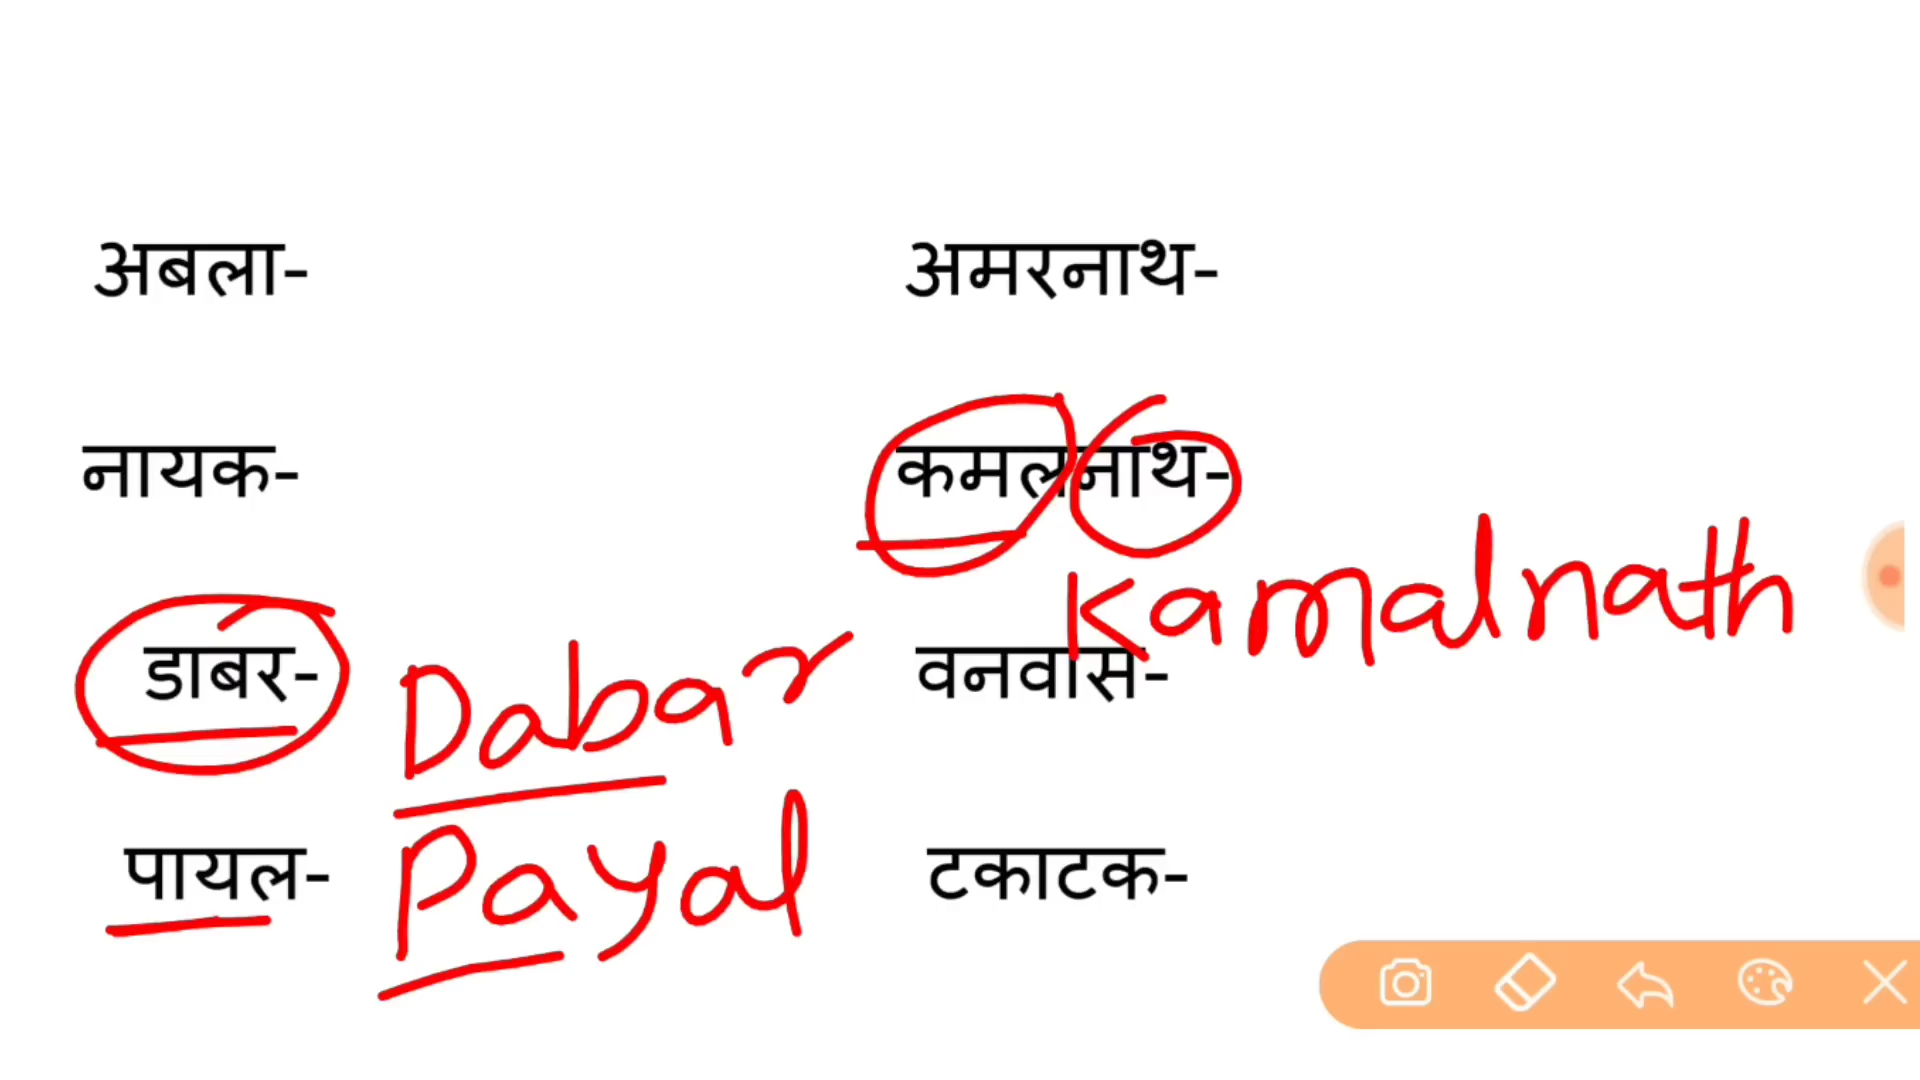 अबला- अमरनाथ-
नायक- कमलनाथ-
Kamalnath
डाबर- Dabar वनवास-
पायल- Payal टकाटक-